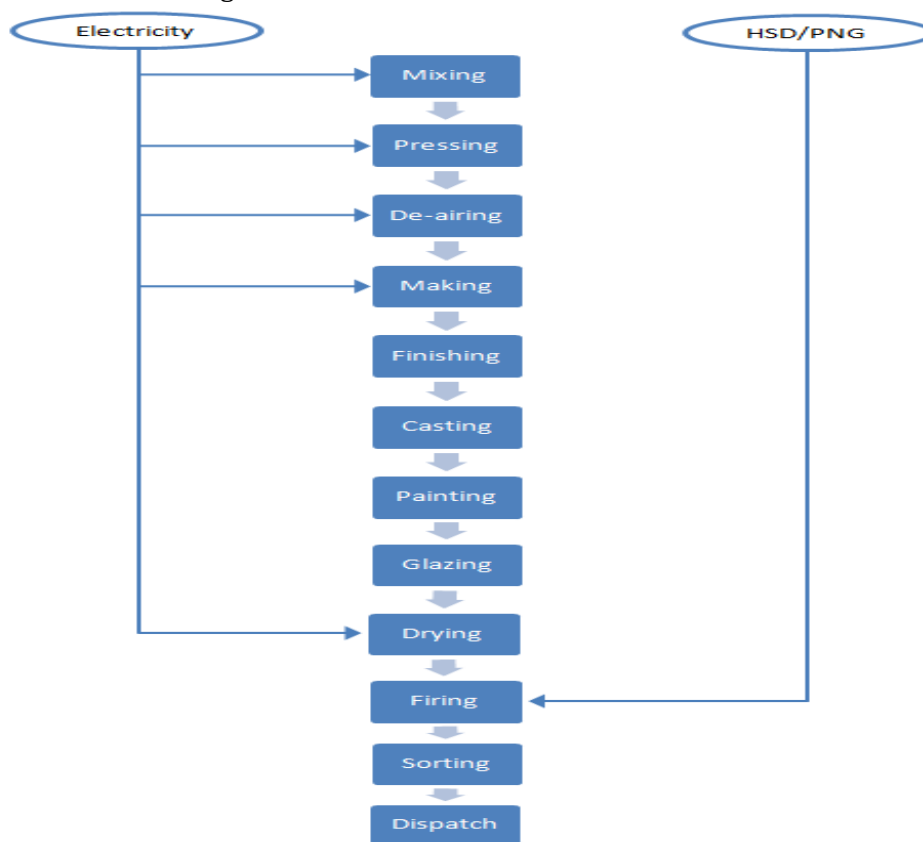 Electricity
HSD/PNG
Mixing
Pressing
De-airing
Making
Finishing
Casting
Painting
Glazing
Drying
Firing
Sorting
Dispatch